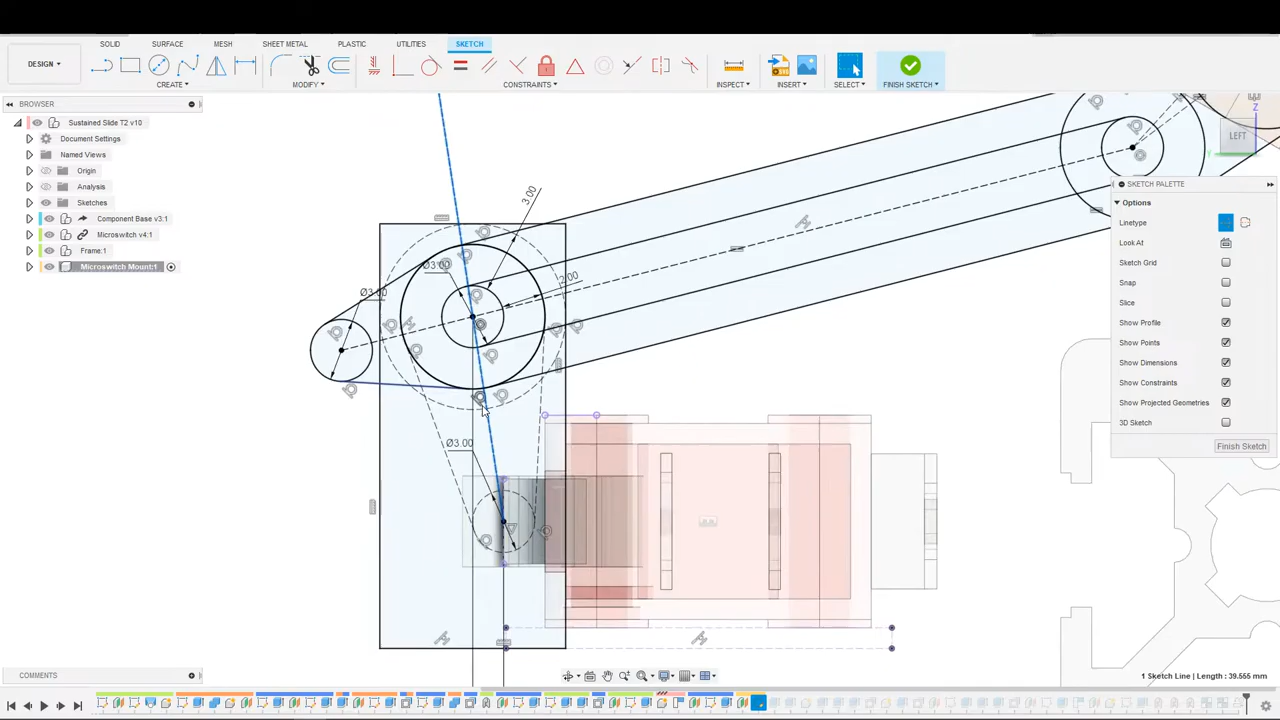 SOLID SURFACE MESH SHEET METAL PLASTIC UTILITIES SKETCH
DESIGN
CREATE MODIFY CONSTRAINTS INSPECT INSERT SELECT FINISH SKETCH
BROWSER
Sustained Slide T2 v10
Document Settings
Named Views
Origin
Analysis
Sketches
Component Base v3:1
Microswitch v4:1
Frame:1
Microswitch Mount:1
3.00
Ø3.00
2.00
Ø3.00
Ø3.00
Z
LEFT
Y
SKETCH PALETTE
Options
Linetype
Look At
Sketch Grid
Snap
Slice
Show Profile
Show Points
Show Dimensions
Show Constraints
Show Projected Geometries
3D Sketch
Finish Sketch
COMMENTS
1 Sketch Line | Length : 39.555 mm